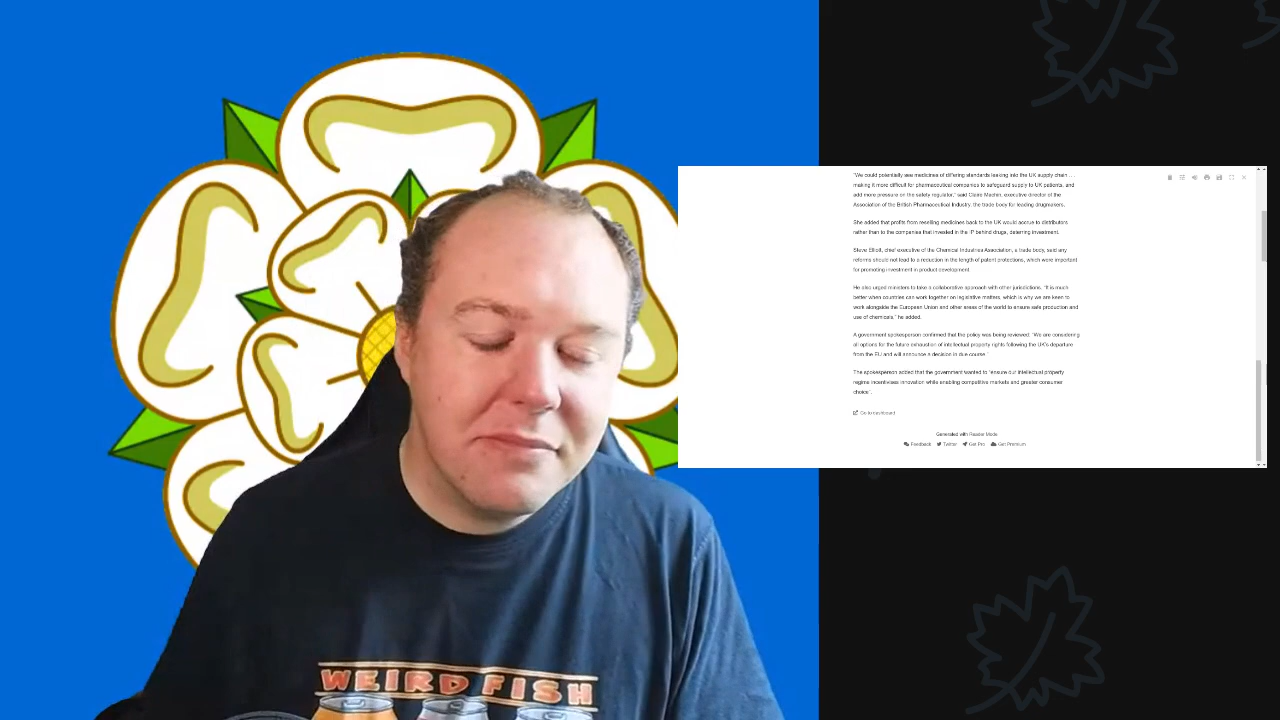 "We could potentially see medicines of differing standards leaking into the UK supply chain . . .
making it more difficult for pharmaceutical companies to safeguard supply to UK patients, and
add more pressure on the safety regulator," said Claire Machin, executive director of the
Association of the British Pharmaceutical Industry, the trade body for leading drugmakers.
She added that profits from reselling medicines back to the UK would accrue to distributors
rather than to the companies that invested in the IP behind drugs, deterring investment.
Steve Elliott, chief executive of the Chemical Industries Association, a trade body, said any
reforms should not lead to a reduction in the length of patent protections, which were important
for promoting investment in product development.
He also urged ministers to take a collaborative approach with other jurisdictions. "It is much
better when countries can work together on legislative matters, which is why we are keen to
work alongside the European Union and other areas of the world to ensure safe production and
use of chemicals," he added.
A government spokesperson confirmed that the policy was being reviewed: "We are considering
all options for the future exhaustion of intellectual property rights following the UK's departure
from the EU and will announce a decision in due course."
The spokesperson added that the government wanted to "ensure our intellectual property
regime incentivises innovation while enabling competitive markets and greater consumer
choice".
Go to dashboard
Generated with Reader Mode
Feedback Twitter Get Pro Get Premium
WEIRD FISH